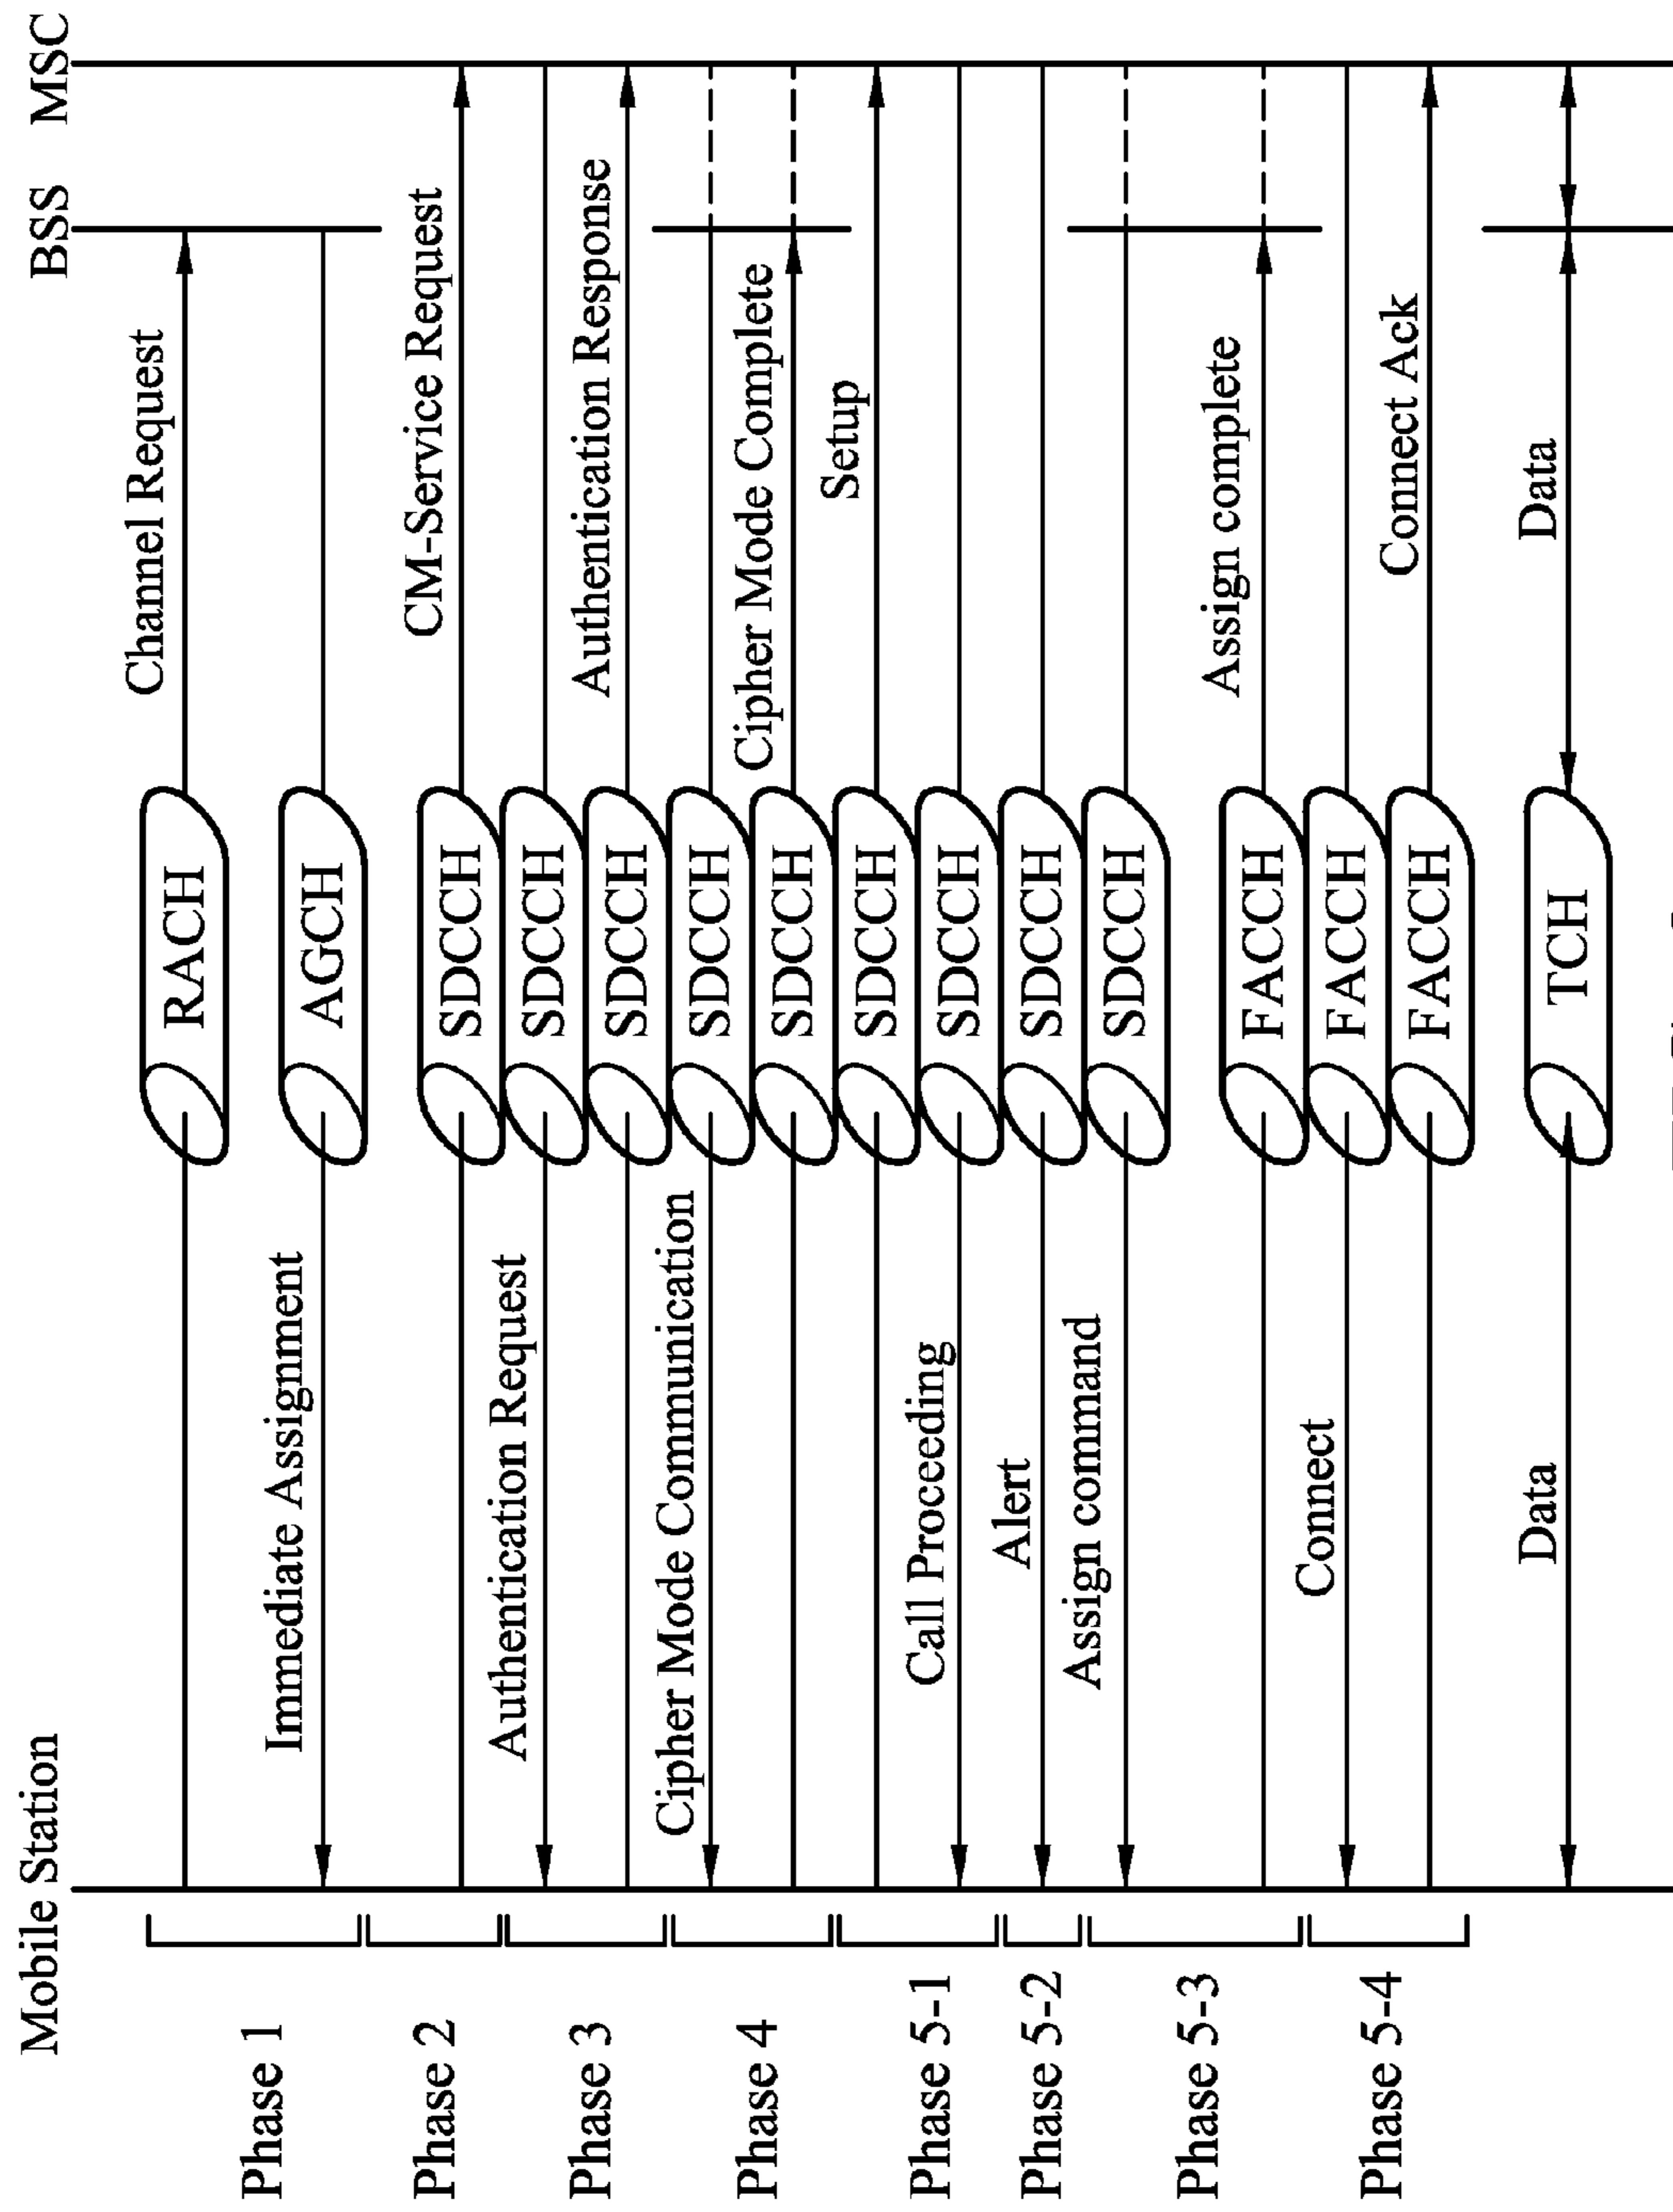 Mobile Station
BSS
MSC
Phase 1
RACH
Channel Request
Immediate Assignment
AGCH
Phase 2
SDCCH
CM-Service Request
Phase 3
Authentication Request
SDCCH
SDCCH
Authentication Response
Phase 4
Cipher Mode Communication
SDCCH
SDCCH
Cipher Mode Complete
Phase 5-1
SDCCH
Setup
Call Proceeding
SDCCH
Phase 5-2
Alert
SDCCH
Phase 5-3
Assign command
SDCCH
FACCH
Assign complete
Phase 5-4
Connect
FACCH
FACCH
Connect Ack
Data
TCH
Data